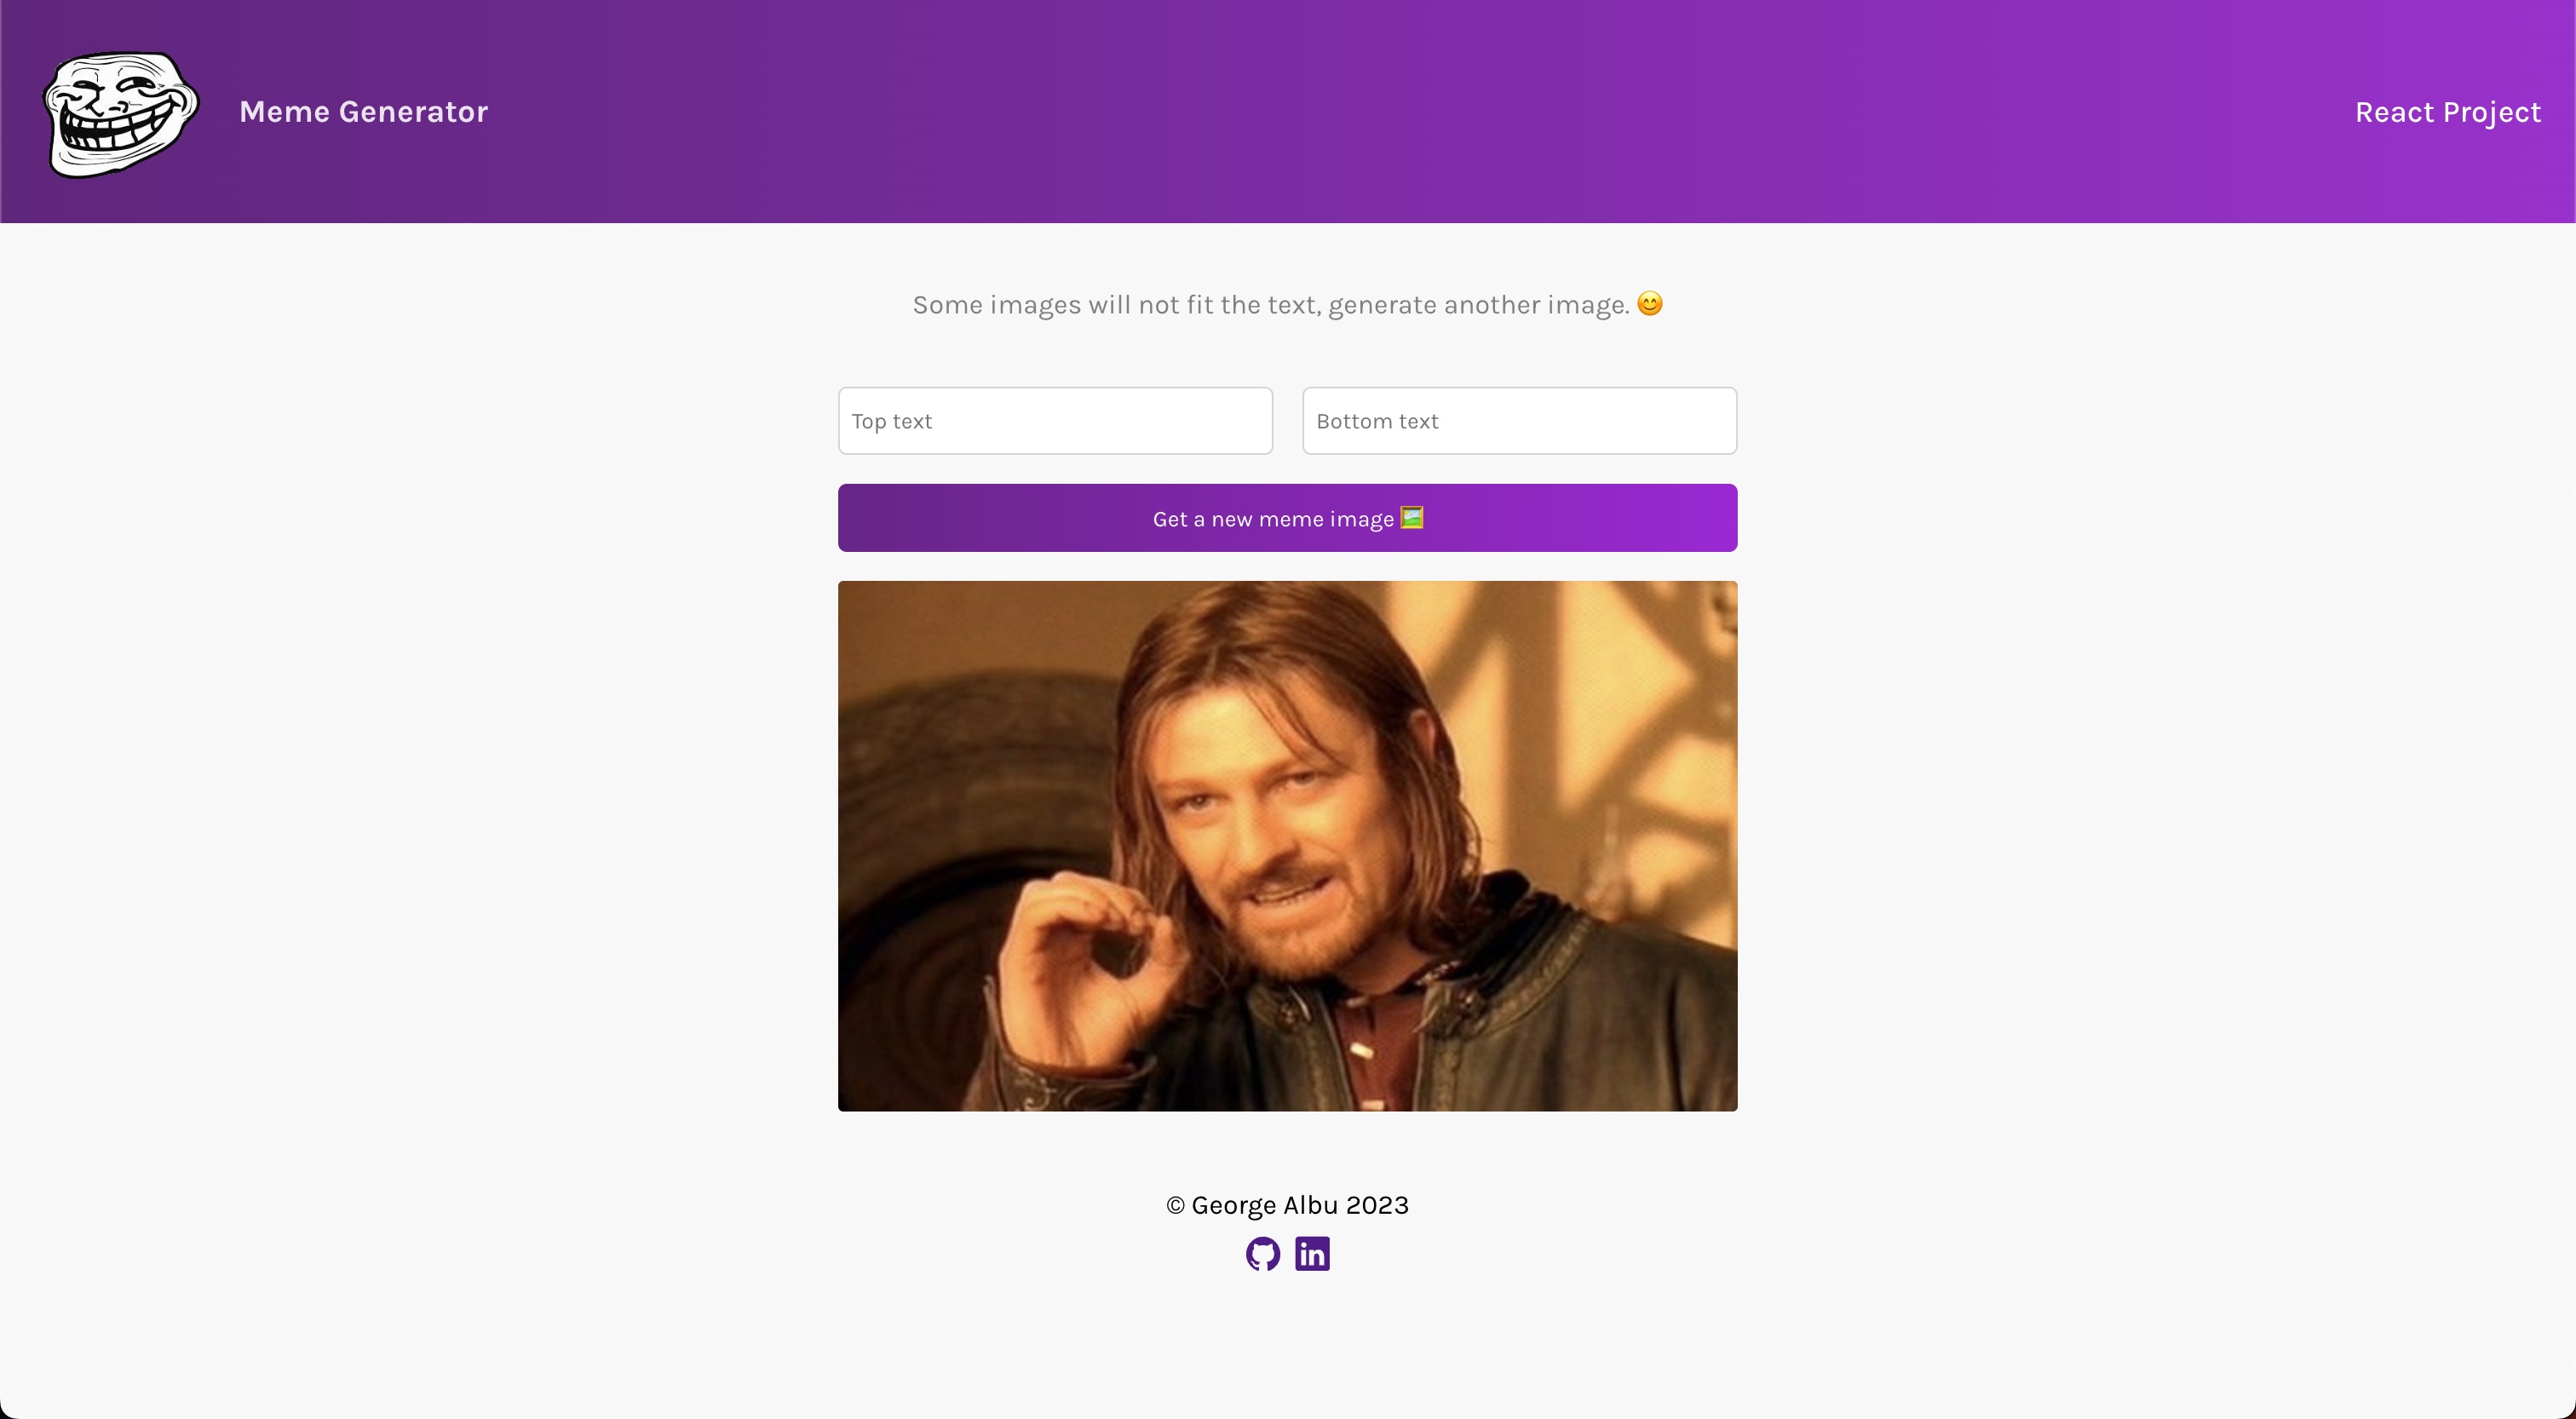 Meme Generator
React Project
Some images will not fit the text, generate another image. 😊
Top text
Bottom text
Get a new meme image 🖼️
© George Albu 2023
in